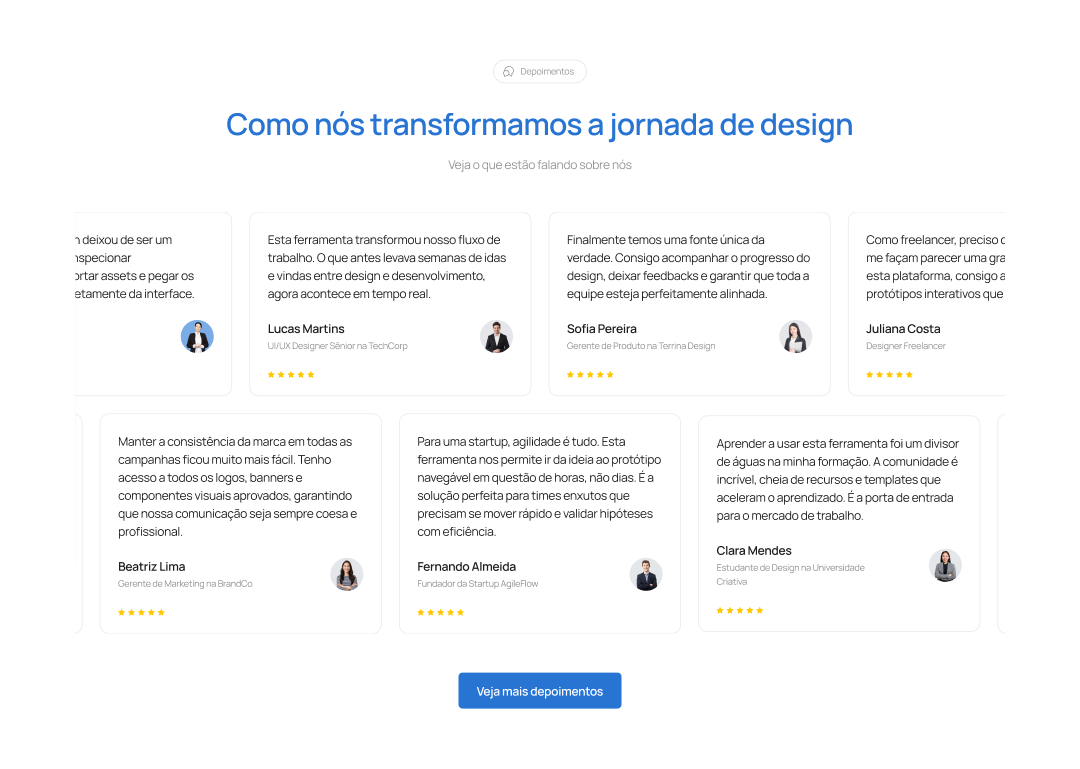 Depoimentos
Como nós transformamos a jornada de design
Veja o que estão falando sobre nós
deixou de ser um
nspecionar
ortar assets e pegar os
etamente da interface.
Esta ferramenta transformou nosso fluxo de
trabalho. O que antes levava semanas de idas
e vindas entre design e desenvolvimento,
agora acontece em tempo real.
Lucas Martins
UI/UX Designer Sênior na TechCorp
Finalmente temos uma fonte única da
verdade. Consigo acompanhar o progresso do
design, deixar feedbacks e garantir que toda a
equipe esteja perfeitamente alinhada.
Sofia Pereira
Gerente de Produto na Terrina Design
Como freelancer, preciso
me façam parecer uma gra
esta plataforma, consigo a
protótipos interativos que
Juliana Costa
Designer Freelancer
Manter a consistência da marca em todas as
campanhas ficou muito mais fácil. Tenho
acesso a todos os logos, banners e
componentes visuais aprovados, garantindo
que nossa comunicação seja sempre coesa e
profissional.
Beatriz Lima
Gerente de Marketing na BrandCo
Para uma startup, agilidade é tudo. Esta
ferramenta nos permite ir da ideia ao protótipo
navegável em questão de horas, não dias. É a
solução perfeita para times enxutos que
precisam se mover rápido e validar hipóteses
com eficiência.
Fernando Almeida
Fundador da Startup AgileFlow
Aprender a usar esta ferramenta foi um divisor
de águas na minha formação. A comunidade é
incrível, cheia de recursos e templates que
aceleram o aprendizado. É a porta de entrada
para o mercado de trabalho.
Clara Mendes
Estudante de Design na Universidade
Criativa
Veja mais depoimentos